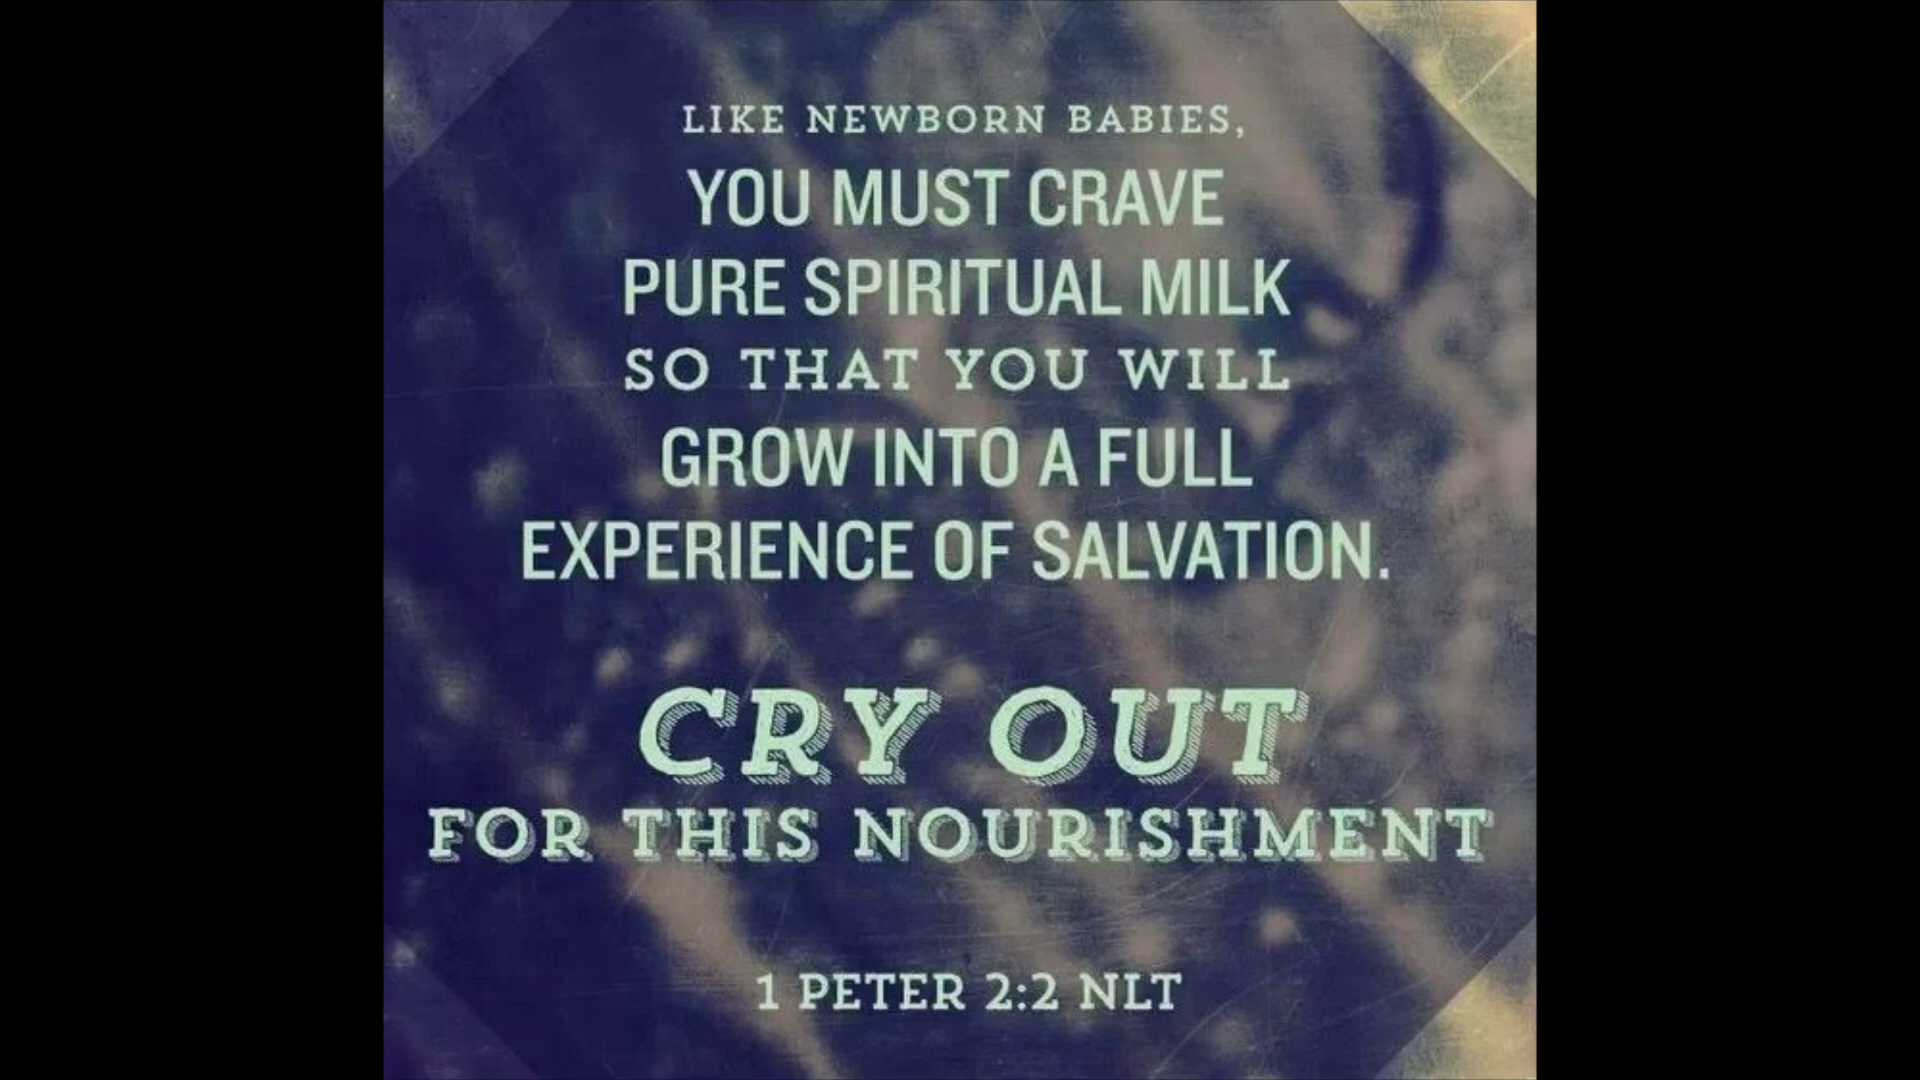 LIKE NEWBORN BABIES,
YOU MUST CRAVE
PURE SPIRITUAL MILK
SO THAT YOU WILL
GROW INTO A FULL
EXPERIENCE OF SALVATION.
CRY OUT
FOR THIS NOURISHMENT
1 PETER 2:2 NLT